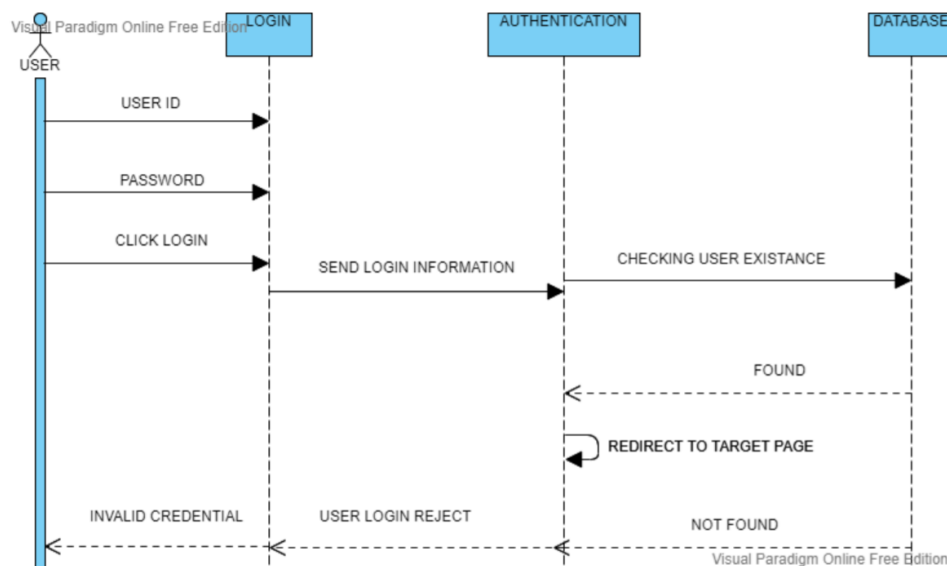 LOGIN
AUTHENTICATION
DATABASE
Visual Paradigm Online Free Edition
USER
USER ID
PASSWORD
CLICK LOGIN
SEND LOGIN INFORMATION
CHECKING USER EXISTANCE
FOUND
REDIRECT TO TARGET PAGE
INVALID CREDENTIAL
USER LOGIN REJECT
NOT FOUND
Visual Paradigm Online Free Edition